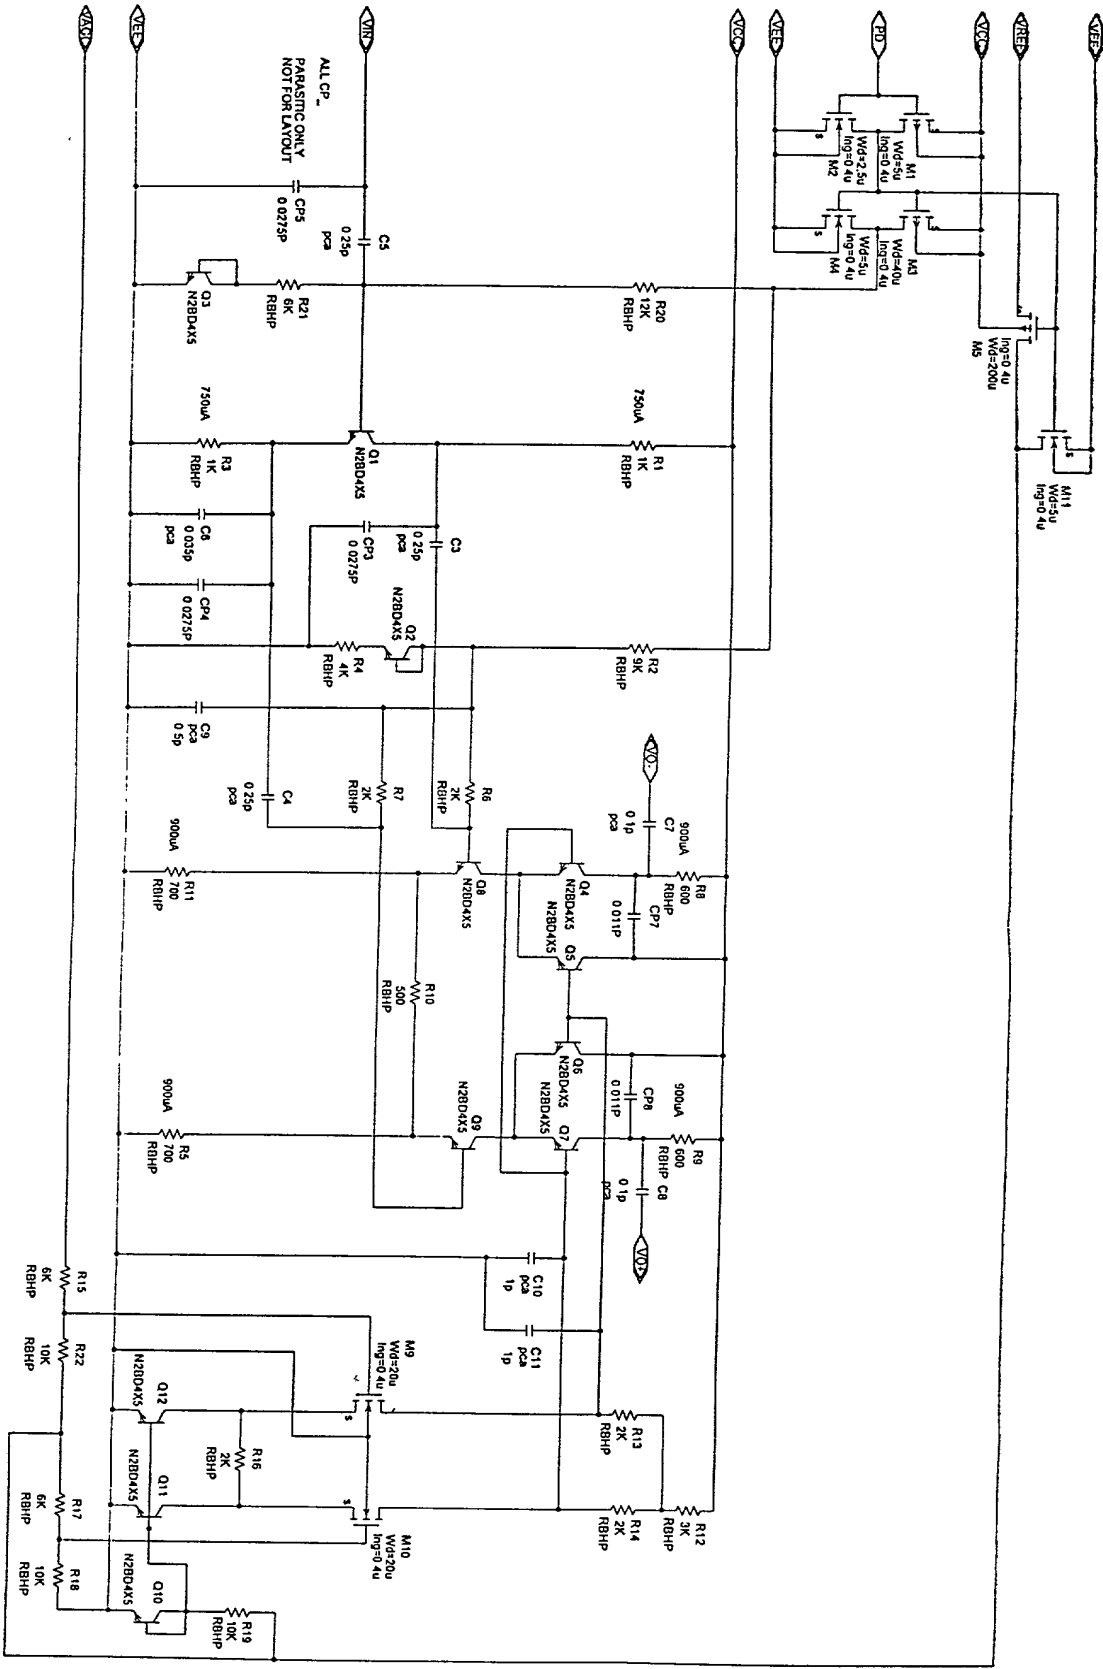 VEE
VREF
VCC
PD
VEE
VCC
VIN
VEE
VAGC
M11
Wd=5u
lng=0 4u
lng=0 4u
Wd=200u
M5
M1
Wd=5u
lng=0 4u
Wd=2.5u
lng=0 4u
M2
M3
Wd=40u
lng=0 4u
Wd=5u
lng=0 4u
M4
ALL CP_
PARASITIC ONLY
NOT FOR LAYOUT
CP5
0 0275P
C5
0 25p
pca
R20
12K
RBHP
R21
6K
RBHP
Q3
N2BD4X5
750uA
R1
1K
RBHP
Q1
N2BD4X5
750uA
R3
1K
RBHP
C6
0 035p
pca
CP4
0 0275P
CP3
0 0275P
C3
0 25p
pca
R2
9K
RBHP
Q2
N2BD4X5
R4
4K
RBHP
C9
pca
0 5p
R6
2K
RBHP
R7
2K
RBHP
C4
0 25p
pca
VO-
C7
0 1p
pca
900uA
R8
600
RBHP
CP7
0 011P
Q4
N2BD4X5
Q5
N2BD4X5
Q8
N2BD4X5
900uA
R11
700
RBHP
R10
500
RBHP
Q6
N2BD4X5
Q7
N2BD4X5
CP8
0 011P
900uA
R9
600
RBHP
C8
0 1p
pca
VO+
Q9
N2BD4X5
900uA
R5
700
RBHP
C10
pca
1p
C11
pca
1p
R15
6K
RBHP
R22
10K
RBHP
M9
Wd=20u
lng=0 4u
M10
Wd=20u
lng=0 4u
R13
2K
RBHP
R14
2K
RBHP
R12
3K
RBHP
Q12
N2BD4X5
R16
2K
RBHP
Q11
N2BD4X5
R17
6K
RBHP
R18
10K
RBHP
Q10
N2BD4X5
R19
10K
RBHP
s
s
s
s
s
s
s